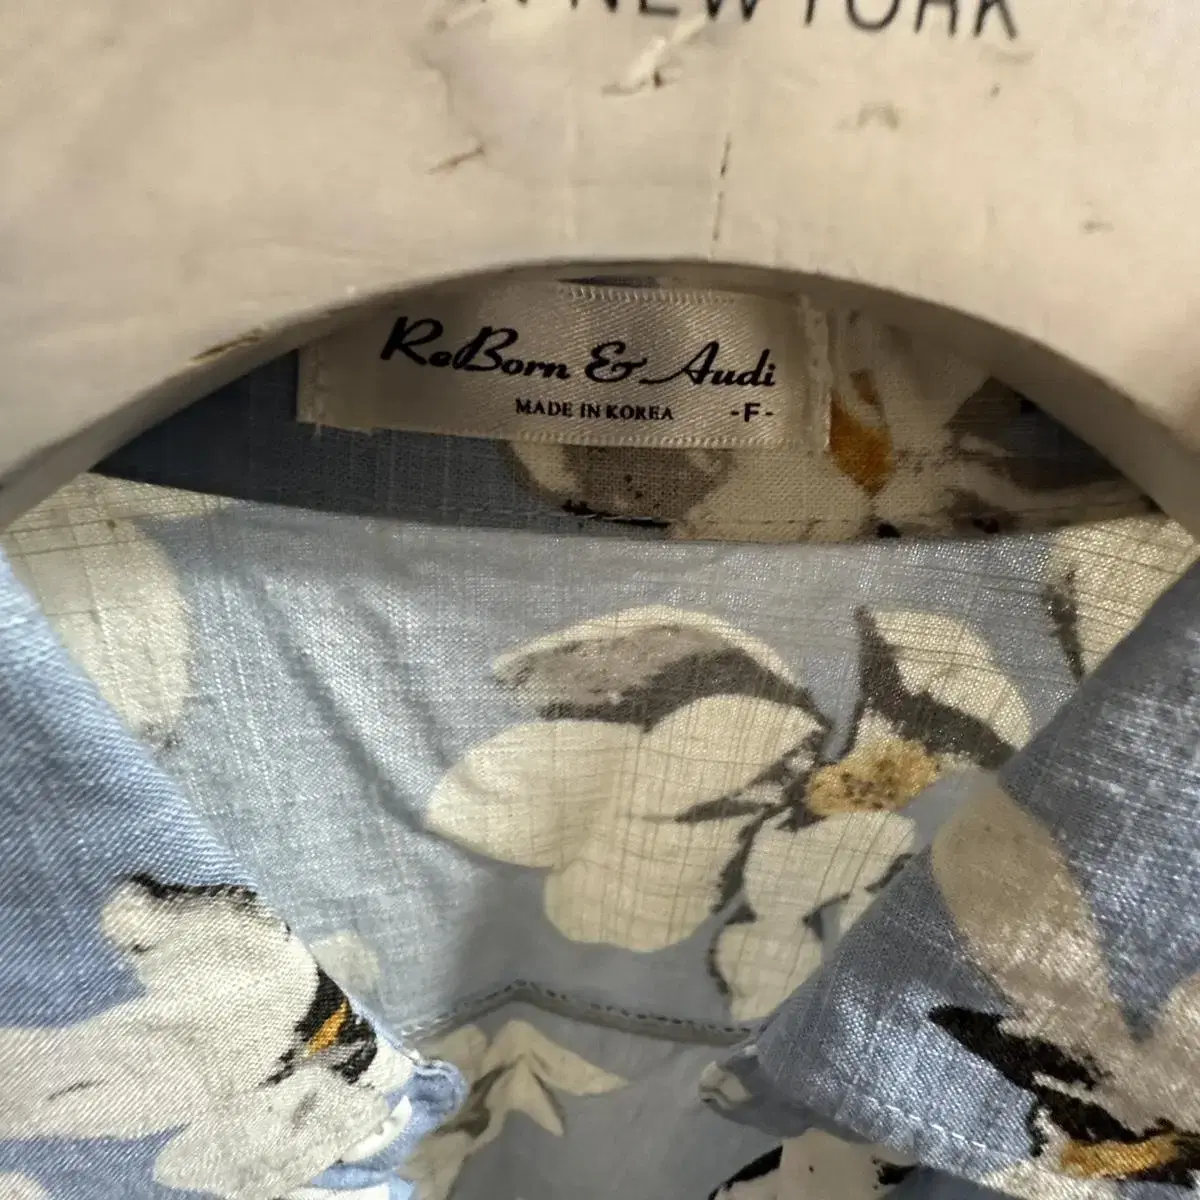 NEW YORK
ReBorn & Audi
MADE IN KOREA -F-